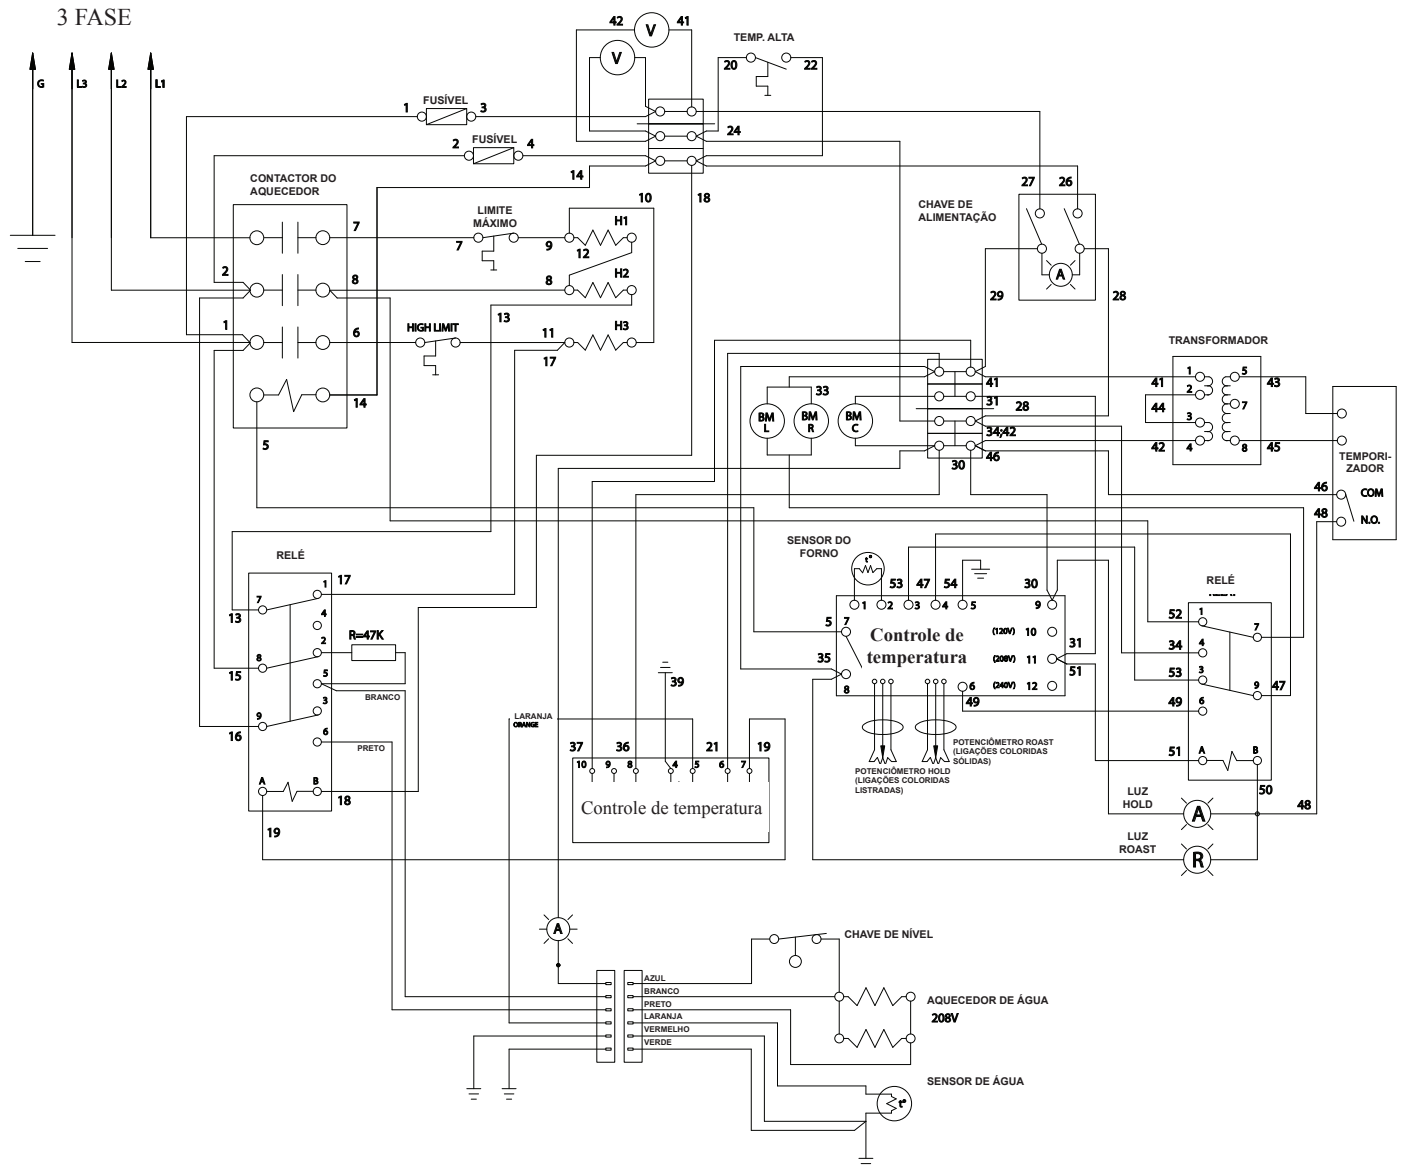 3 FASE
G
L3
L2
L1
42
V
41
V
TEMP. ALTA
20
22
1
FUSÍVEL
3
24
2
FUSÍVEL
4
14
18
CONTACTOR DO
AQUECEDOR
7
2
8
1
6
14
5
LIMITE
MÁXIMO
7
9
10
H1
12
8
H2
13
HIGH LIMIT
11
H3
17
CHAVE DE
ALIMENTAÇÃO
27
26
A
29
28
TRANSFORMADOR
41
1
2
44
3
42
4
5
7
8
43
45
TEMPORI-
ZADOR
46
COM
48
N.O.
33
BM
L
BM
R
BM
C
41
31
28
34;42
46
30
RELÉ
17
13
7
1
4
2
R=47K
15
8
5
BRANCO
3
16
9
6
PRETO
A
B
18
19
SENSOR DO
FORNO
t°
53
47
54
30
1
2
3
4
5
9
5
7
Controle de
temperatura
(120V)
10
31
(208V)
11
51
35
8
6
(240V)
12
49
POTENCIÔMETRO HOLD
(LIGAÇÕES COLORIDAS
LISTRADAS)
POTENCIÔMETRO ROAST
(LIGAÇÕES COLORIDAS
SÓLIDAS)
RELÉ
52
1
7
34
4
53
3
9
47
49
6
51
A
B
50
LUZ
HOLD
A
48
LUZ
ROAST
R
39
LARANJA
ORANGE
37
36
21
19
10
9
8
4
5
6
7
Controle de temperatura
A
CHAVE DE NÍVEL
AZUL
BRANCO
PRETO
LARANJA
VERMELHO
VERDE
AQUECEDOR DE ÁGUA
208V
SENSOR DE ÁGUA
t°